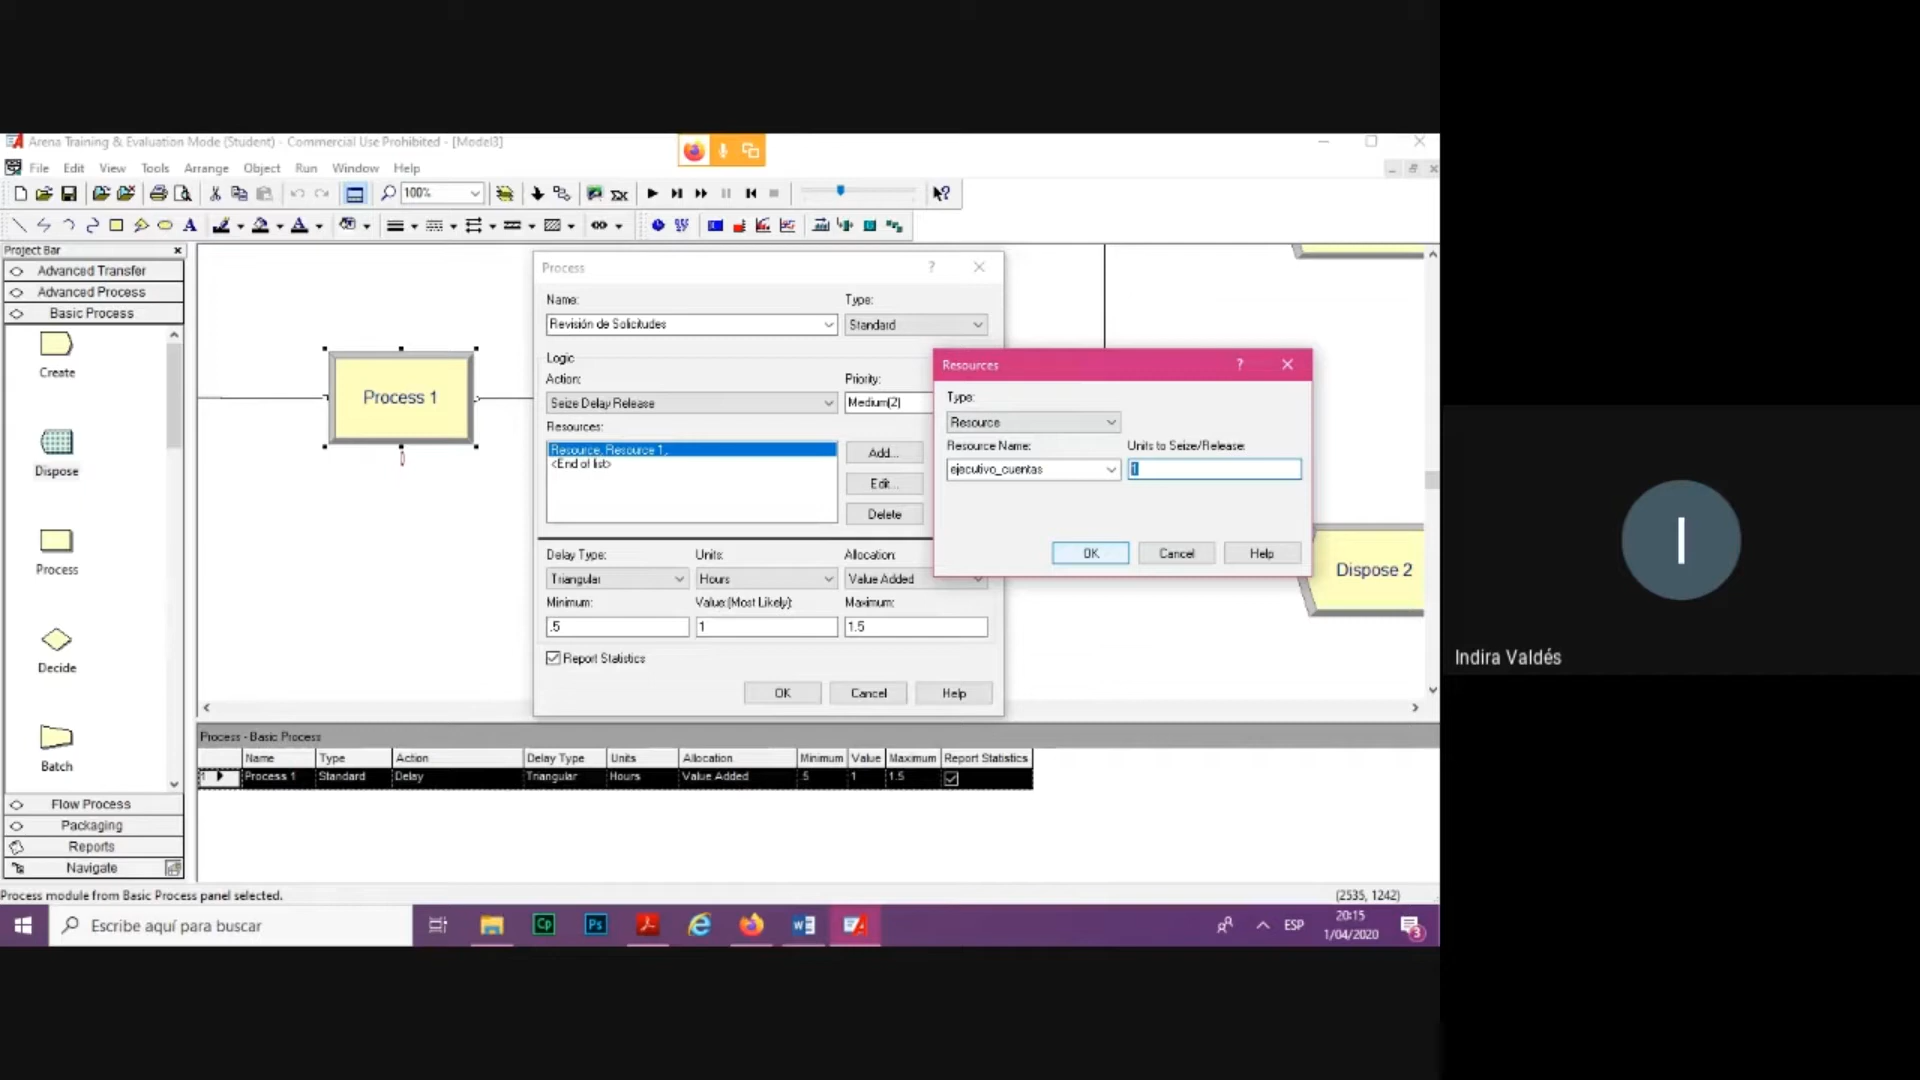 Arena Training & Evaluation Mode (Student) - Commercial Use Prohibited - [Model3]
File Edit View Tools Arrange Object Run Window Help
100%
Project Bar
Advanced Transfer
Advanced Process
Basic Process
Create
Dispose
Process
Decide
Batch
Flow Process
Packaging
Reports
Navigate
Process 1
Process
Name: Type:
Revisión de Solicitudes Standard
Logic
Action: Priority:
Seize Delay Release Medium(2)
Resources:
Resource, Resource 1,
<End of list>
Add...
Edit...
Delete
Delay Type: Units: Allocation:
Triangular Hours Value Added
Minimum: Value (Most Likely): Maximum:
.5 1 1.5
Report Statistics
OK Cancel Help
Resources
Type:
Resource
Resource Name: Units to Seize/Release:
ejecutivo_cuentas 1
OK Cancel Help
Dispose 2
Process - Basic Process
Name Type Action Delay Type Units Allocation Minimum Value Maximum Report Statistics
1 Process 1 Standard Delay Triangular Hours Value Added .5 1 1.5
Process module from Basic Process panel selected.
(2535, 1242)
Escribe aquí para buscar
Cp
Ps
ESP
20:15
1/04/2020
3
I
Indira Valdés